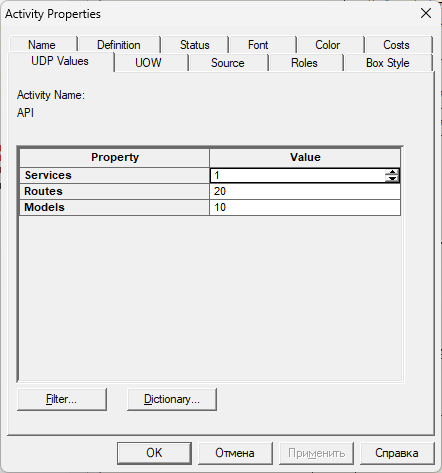 Activity Properties
Name Definition Status Font Color Costs
UDP Values UOW Source Roles Box Style
Activity Name:
API
Property Value
Services 1
Routes 20
Models 10
Filter... Dictionary...
OK Отмена Применить Справка